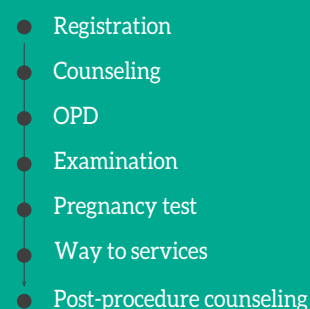 Registration
Counseling
OPD
Examination
Pregnancy test
Way to services
Post-procedure counseling